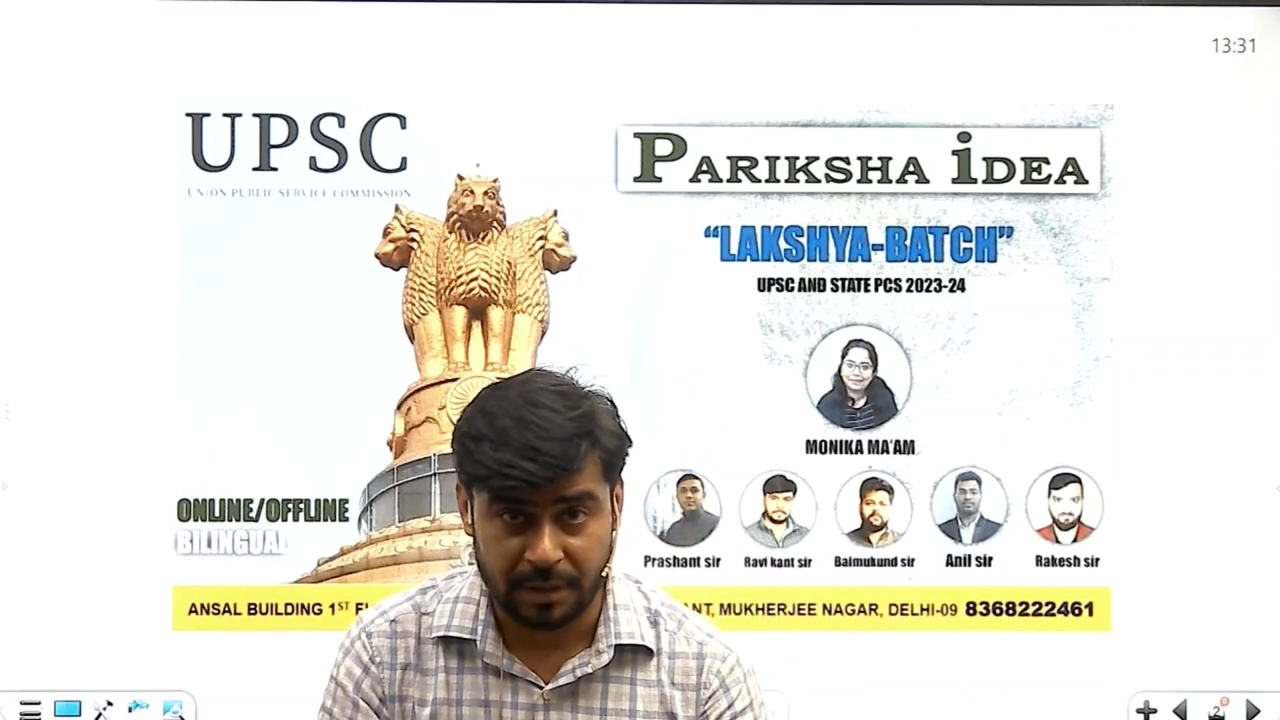 13:31
UPSC
UNION PUBLIC SERVICE COMMISSION
PARIKSHA iDEA
“LAKSHYA-BATCH”
UPSC AND STATE PCS 2023-24
MONIKA MA'AM
Prashant sir Ravi kant sir Balmukund sir Anil sir Rakesh sir
ONLINE/OFFLINE
BILINGUAL
ANSAL BUILDING 1ST MUKHERJEE NAGAR, DELHI-09 8368222461
2